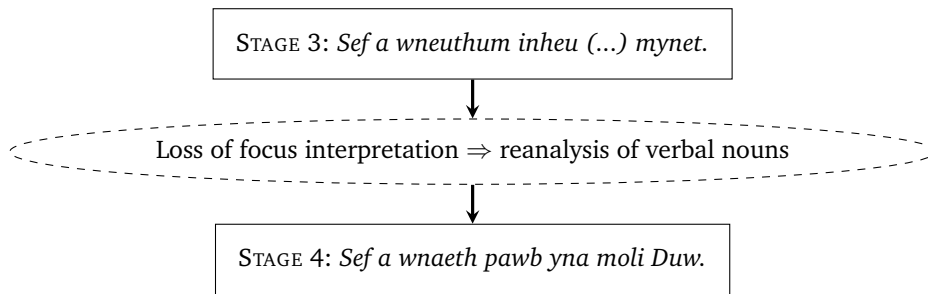 STAGE 3: Sef a wneuthum inheu (...) mynet.
Loss of focus interpretation ⇒ reanalysis of verbal nouns
STAGE 4: Sef a wnaeth pawb yna moli Duw.